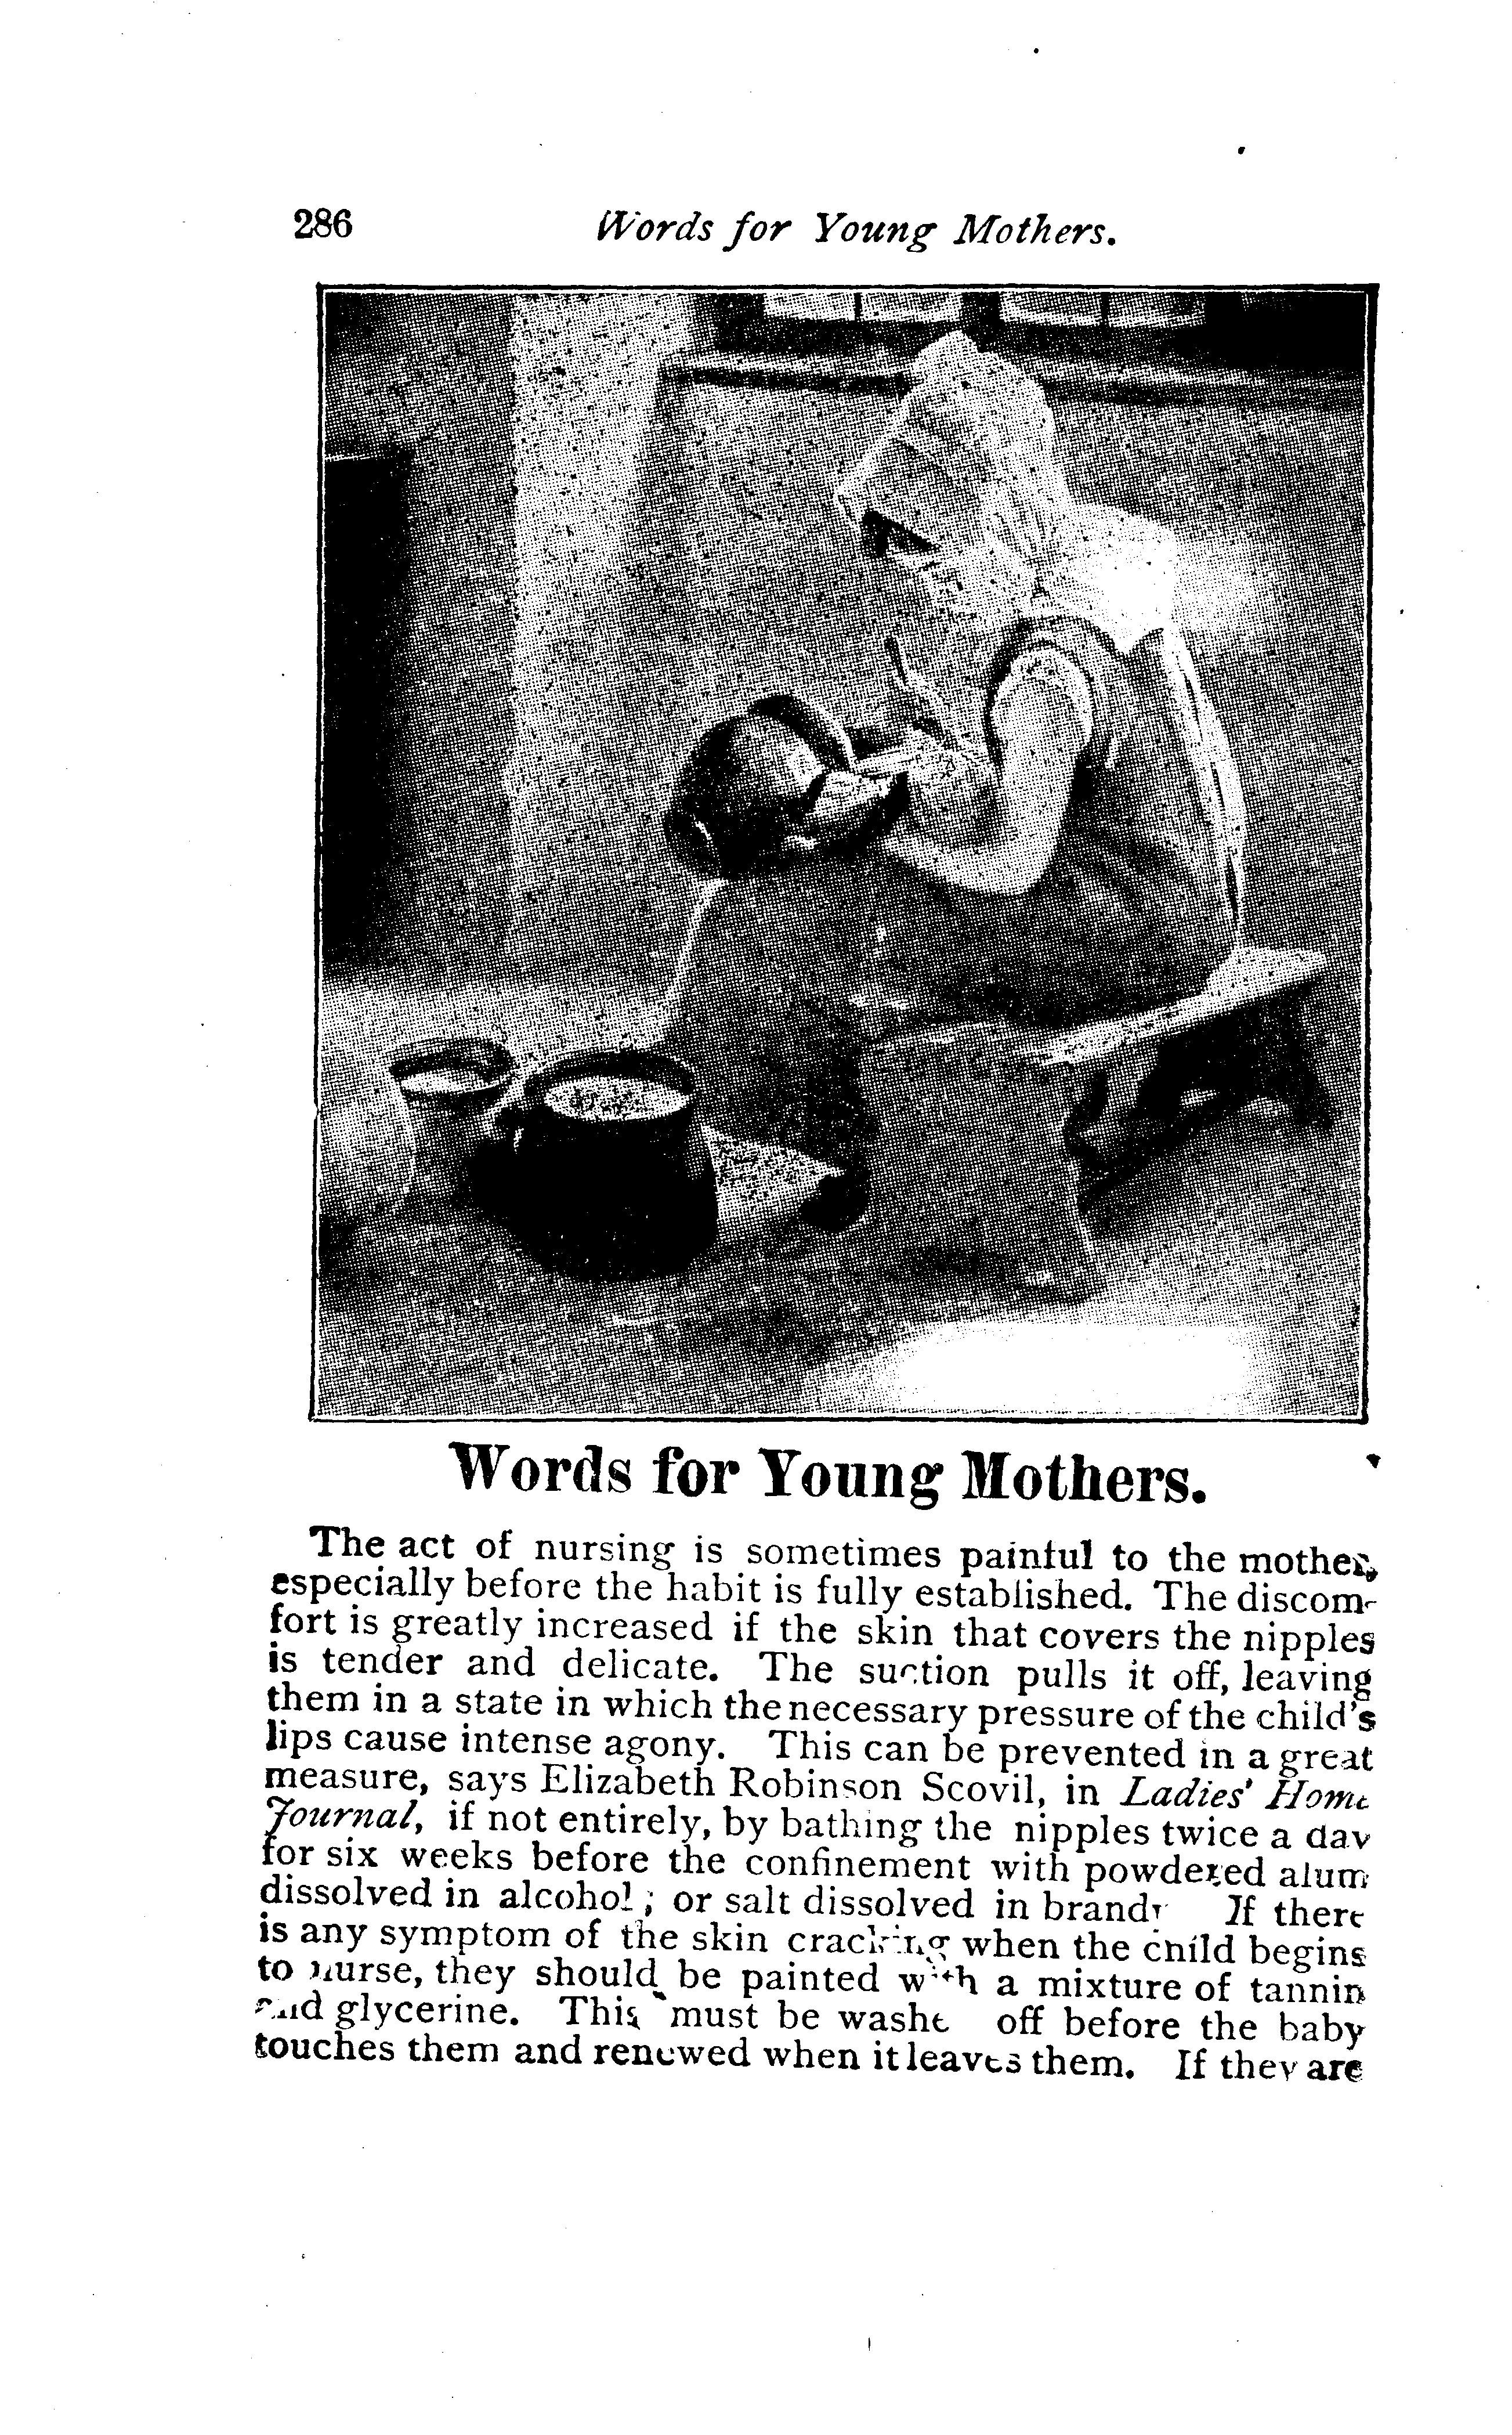 286 Words for Young Mothers.
Words for Young Mothers.
The act of nursing is sometimes painful to the mother,
especially before the habit is fully established. The discom-
fort is greatly increased if the skin that covers the nipples
is tender and delicate. The suction pulls it off, leaving
them in a state in which the necessary pressure of the child's
lips cause intense agony. This can be prevented in a great
measure, says Elizabeth Robinson Scovil, in Ladies' Home
Journal, if not entirely, by bathing the nipples twice a day
for six weeks before the confinement with powdered alum
dissolved in alcohol; or salt dissolved in brandy If there
is any symptom of the skin cracking when the child begins
to nurse, they should be painted with a mixture of tannin
and glycerine. This must be washed off before the baby
touches them and renewed when it leaves them. If they are